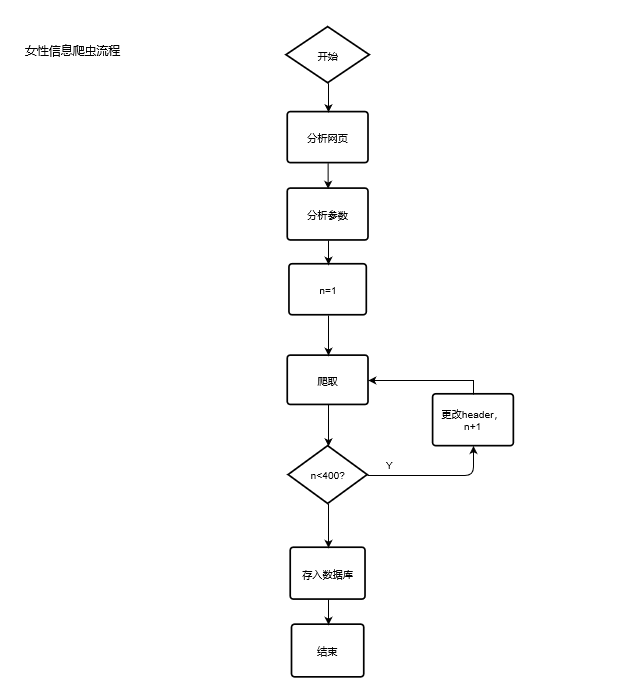 女性信息爬虫流程
开始
分析网页
分析参数
n=1
爬取
更改header，
n+1
n<400?
Y
存入数据库
结束